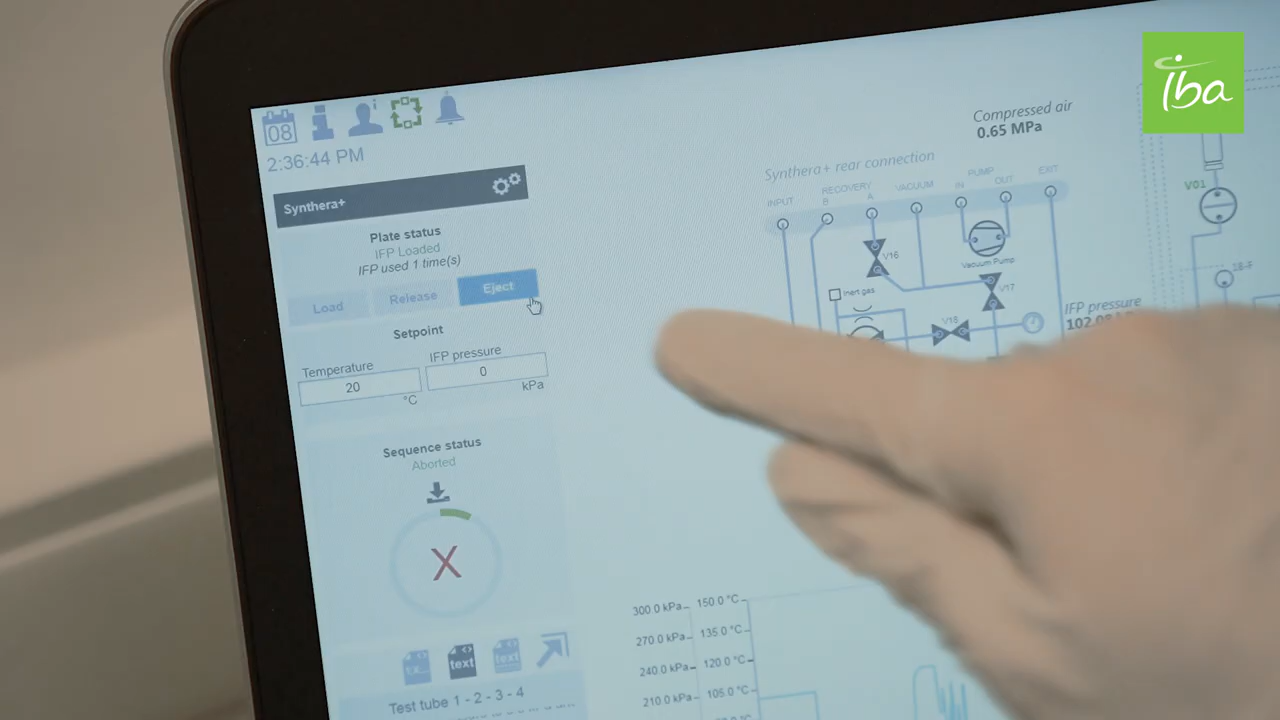 iba
08
2:36:44 PM
Synthera+
Plate status
IFP Loaded
IFP used 1 time(s)
Load
Release
Eject
Setpoint
Temperature
IFP pressure
20
0
°C
kPa
Sequence status
Aborted
X
text
text
Test tube 1 - 2 - 3 - 4
Compressed air
0.65 MPa
Synthera+ rear connection
INPUT
RECOVERY
B
A
VACUUM
PUMP
IN
OUT
EXIT
V16
Vacuum Pump
V17
Inert gas
V18
IFP pressure
V01
18-F
300.0 kPa
150.0 °C
270.0 kPa
135.0 °C
240.0 kPa
120.0 °C
210.0 kPa
105.0 °C